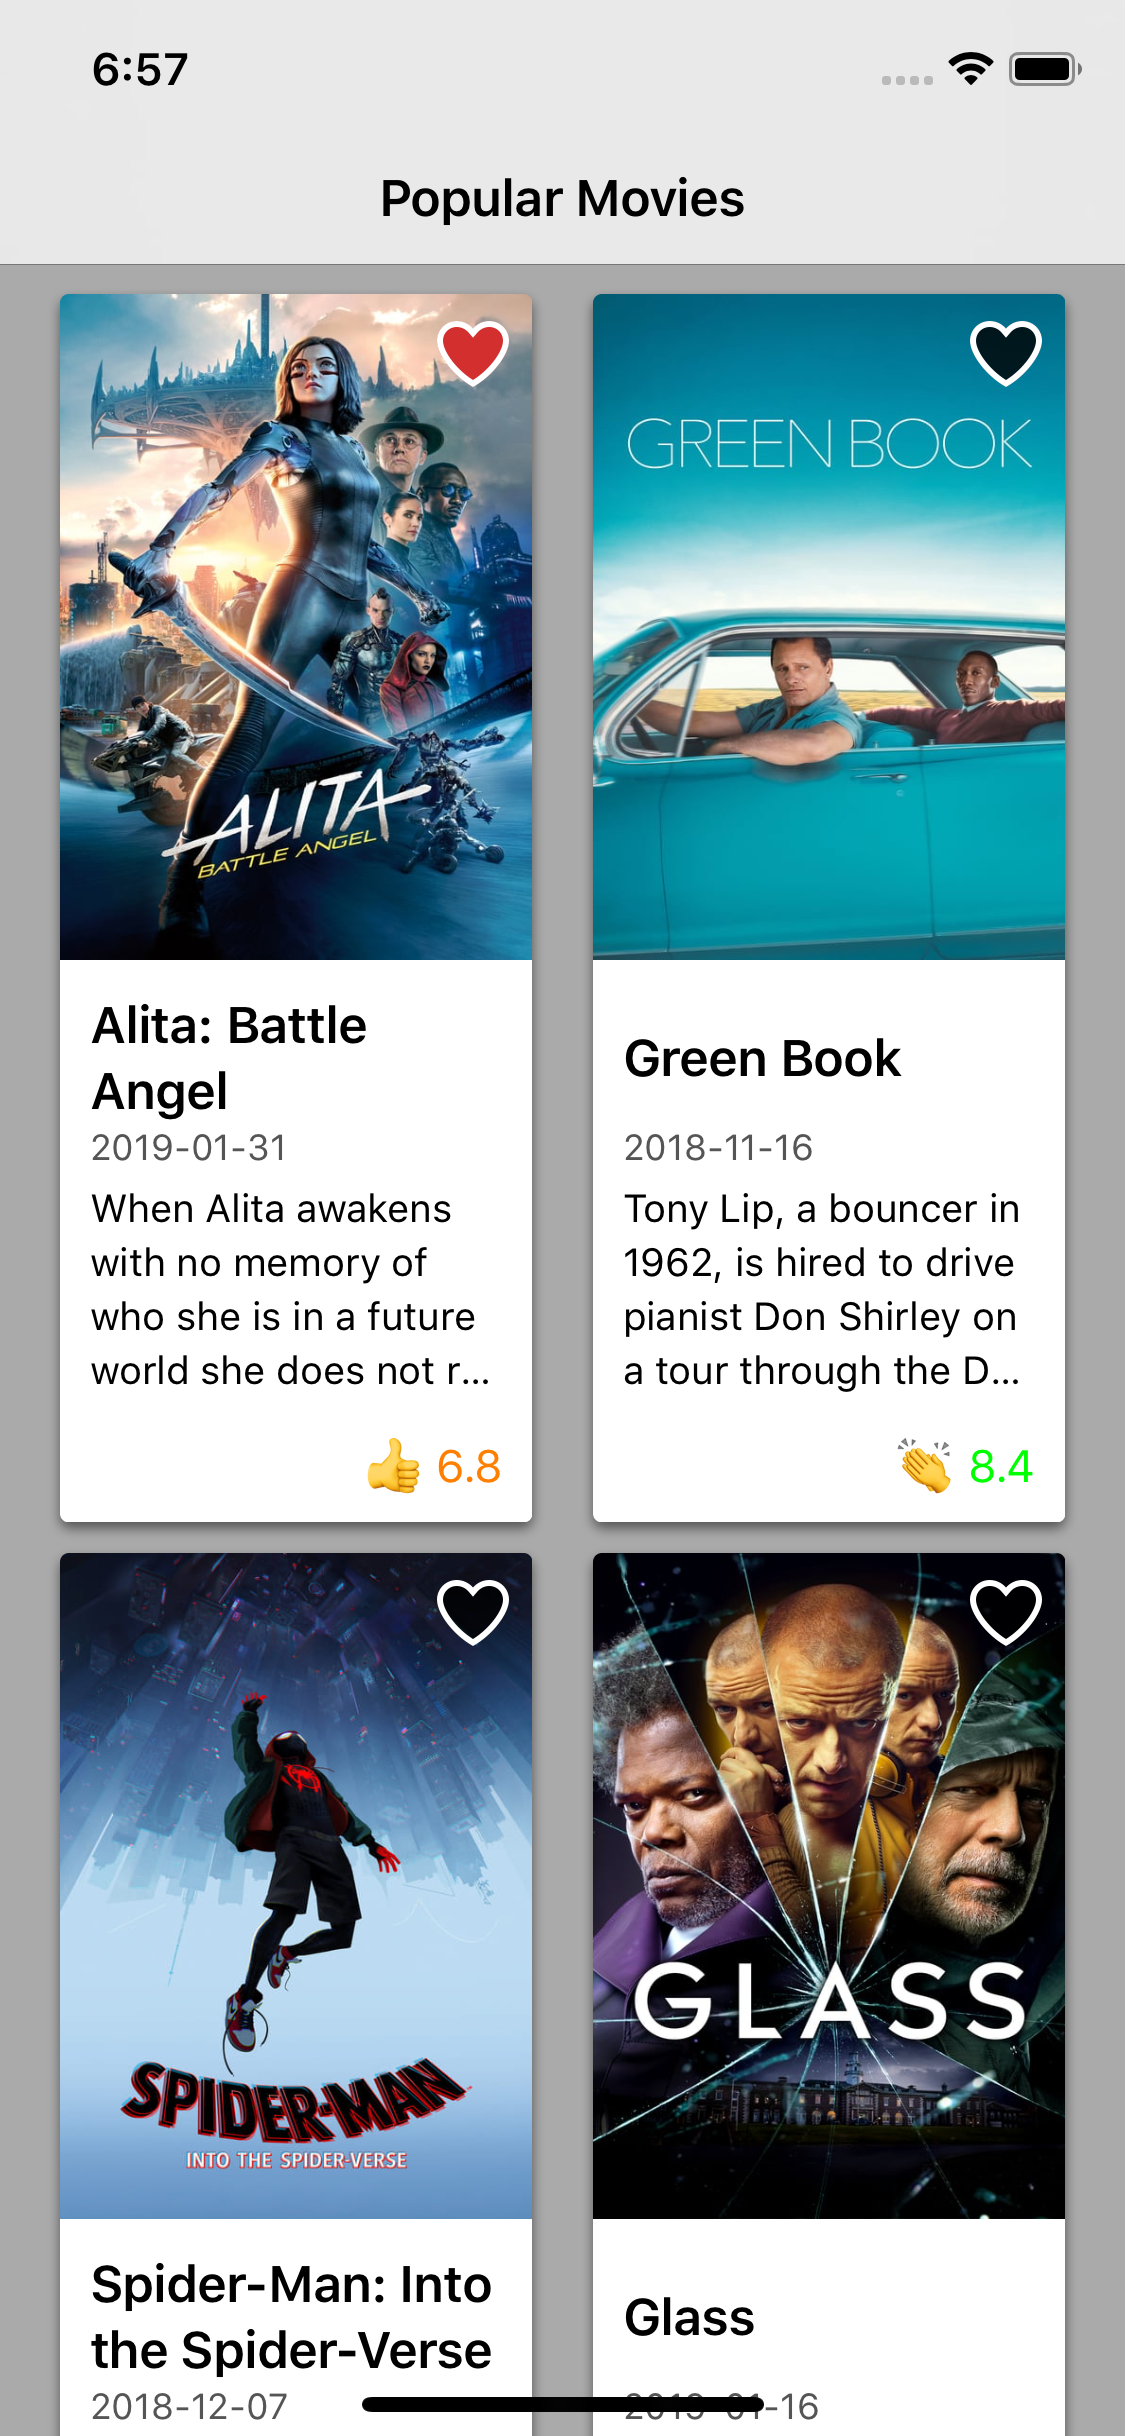 6:57
Popular Movies
GREEN BOOK
ALITA
BATTLE ANGEL
Alita: Battle
Angel
2019-01-31
When Alita awakens
with no memory of
who she is in a future
world she does not r...
6.8
Green Book
2018-11-16
Tony Lip, a bouncer in
1962, is hired to drive
pianist Don Shirley on
a tour through the D...
8.4
SPIDER-MAN
INTO THE SPIDER-VERSE
GLASS
Spider-Man: Into
the Spider-Verse
2018-12-07
Glass
2019-01-16